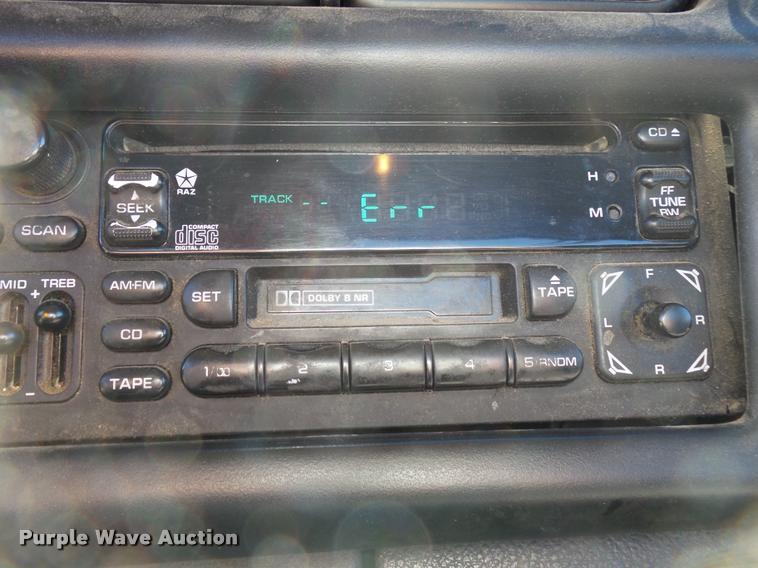 CD
H
FF
TUNE
RW
RAZ
TRACK -- Err
SEEK
M
SCAN
COMPACT
disc
DIGITAL AUDIO
MID + TREB
AM•FM
SET
DOLBY B NR
TAPE
F
CD
L
R
1/00
2
3
4
5/RNDM
TAPE
R
-
Purple Wave Auction